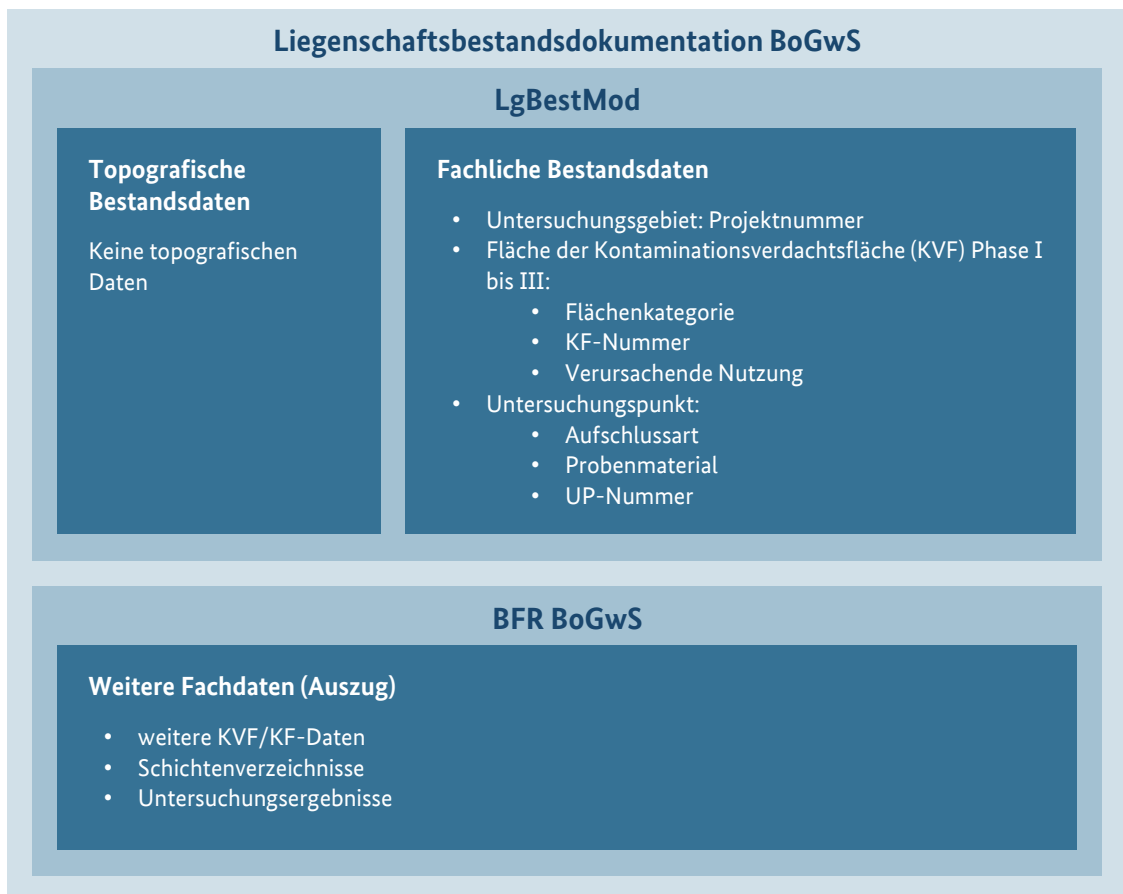 Liegenschaftsbestandsdokumentation BoGwS
LgBestMod
Topografische
Bestandsdaten
Keine topografischen
Daten
Fachliche Bestandsdaten
• Untersuchungsgebiet: Projektnummer
• Fläche der Kontaminationsverdachtsfläche (KVF) Phase I
bis III:
• Flächenkategorie
• KF-Nummer
• Verursachende Nutzung
• Untersuchungspunkt:
• Aufschlussart
• Probenmaterial
• UP-Nummer
BFR BoGwS
Weitere Fachdaten (Auszug)
• weitere KVF/KF-Daten
• Schichtenverzeichnisse
• Untersuchungsergebnisse